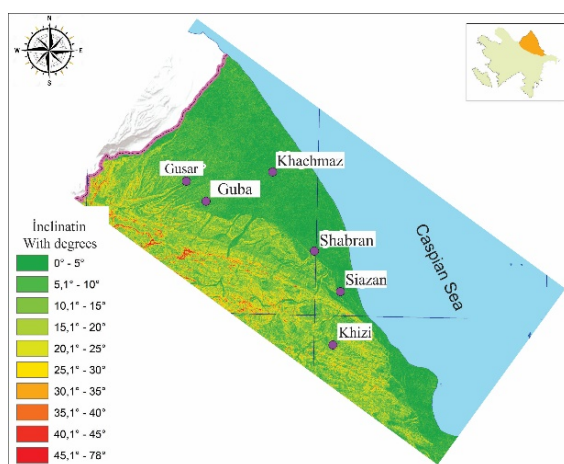 N
W
E
S
Khachmaz
Gusar
Guba
Shabran
Siazan
Khizi
Caspian Sea
İnclinatin
With degrees
0° - 5°
5,1° - 10°
10,1° - 15°
15,1° - 20°
20,1° - 25°
25,1° - 30°
30,1° - 35°
35,1° - 40°
40,1° - 45°
45,1° - 78°